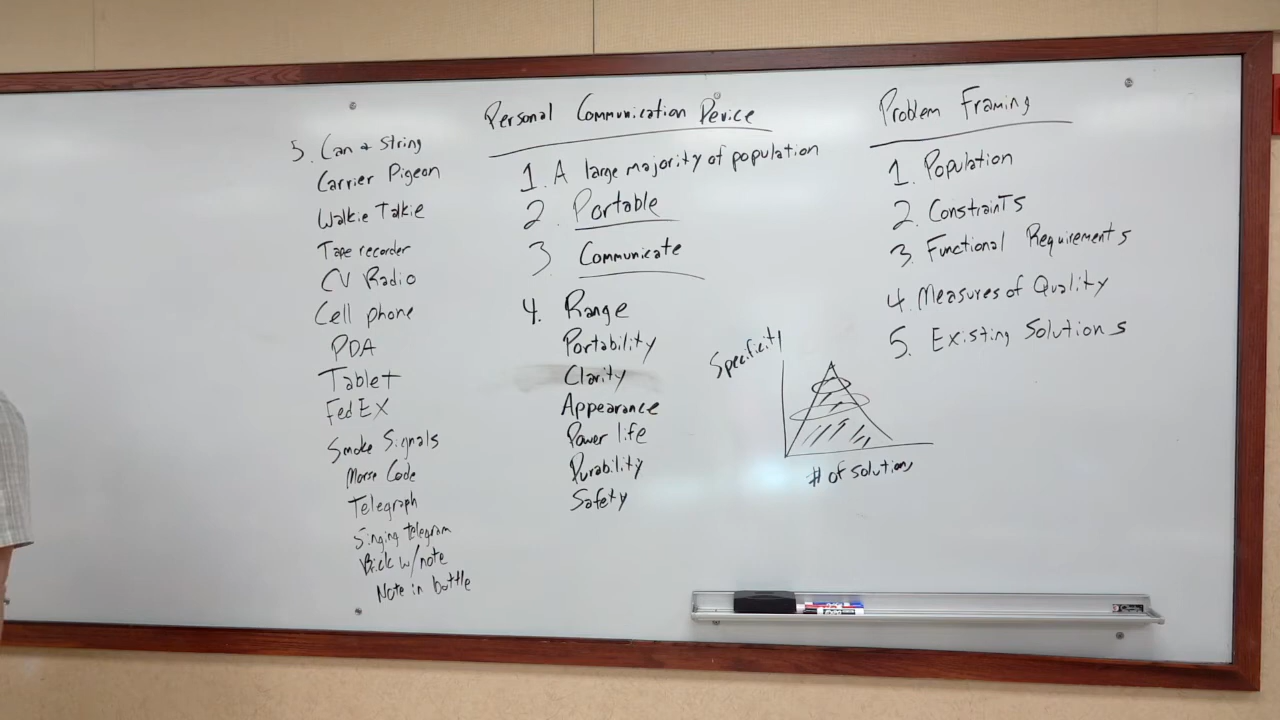 5. Can & String
Carrier Pigeon
Walkie Talkie
Tape recorder
CV Radio
Cell phone
PDA
Tablet
FedEX
Smoke Signals
Morse Code
Telegraph
Singing telegram
Brick w/note
Note in bottle
Personal Communication Device
1. A large majority of population
2. Portable
3. Communicate
4. Range
Portability
Clarity
Appearance
Power life
Durability
Safety
Problem Framing
1. Population
2. Constraints
3. Functional Requirements
4. Measures of Quality
5. Existing Solutions
Specificity
# of solutions